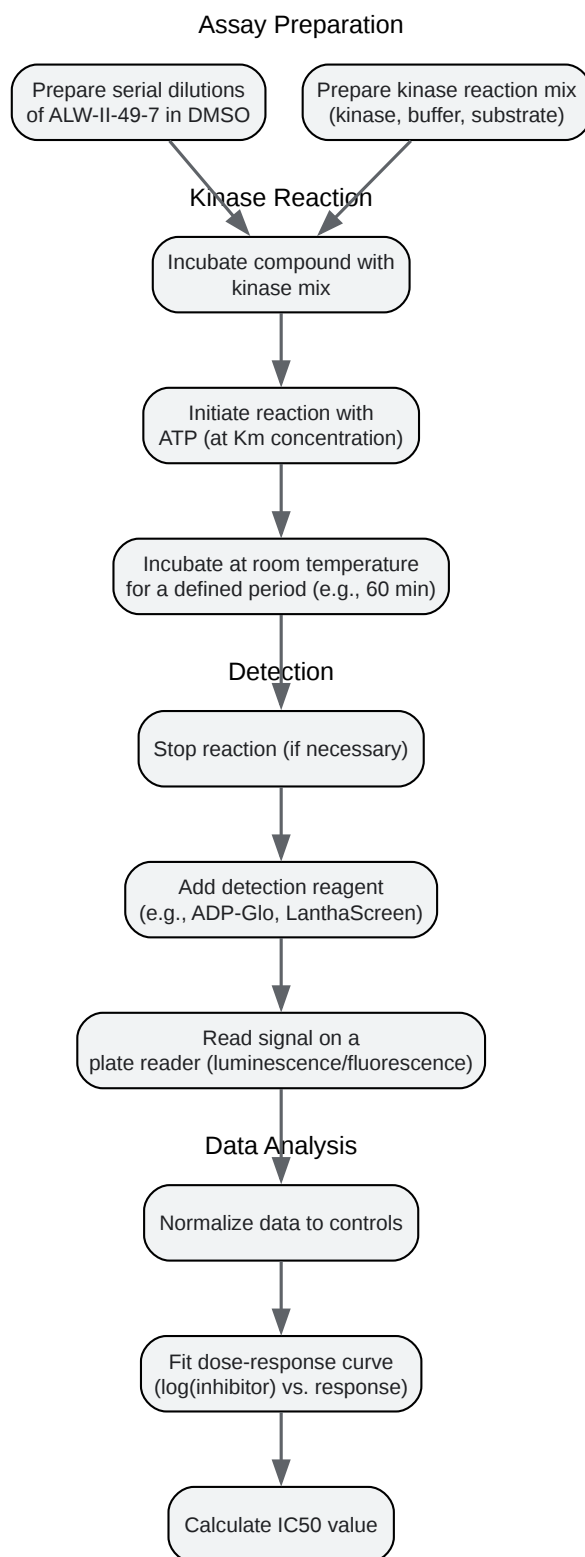 Assay Preparation
Prepare serial dilutions
of ALW-II-49-7 in DMSO
Prepare kinase reaction mix
(kinase, buffer, substrate)
Kinase Reaction
Incubate compound with
kinase mix
Initiate reaction with
ATP (at Km concentration)
Incubate at room temperature
for a defined period (e.g., 60 min)
Detection
Stop reaction (if necessary)
Add detection reagent
(e.g., ADP-Glo, LanthaScreen)
Read signal on a
plate reader (luminescence/fluorescence)
Data Analysis
Normalize data to controls
Fit dose-response curve
(log(inhibitor) vs. response)
Calculate IC50 value